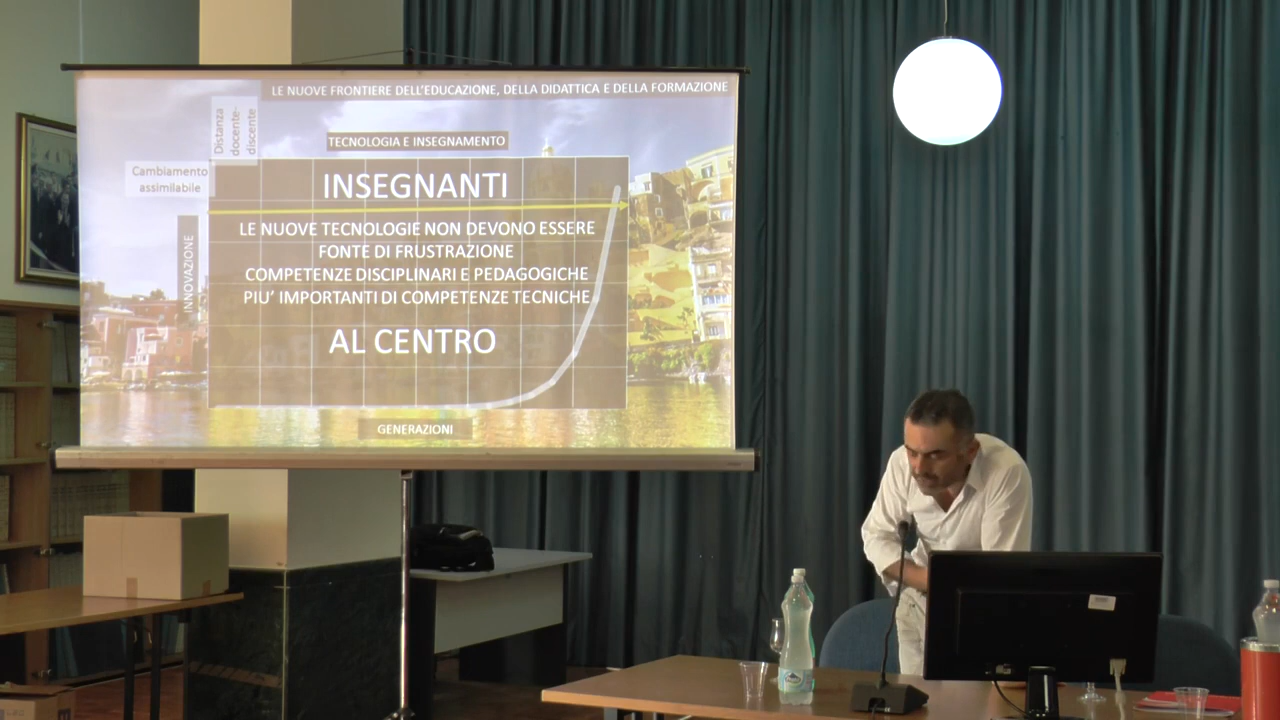 LE NUOVE FRONTIERE DELL'EDUCAZIONE, DELLA DIDATTICA E DELLA FORMAZIONE
Distanza
docente-
discente
TECNOLOGIA E INSEGNAMENTO
Cambiamento
assimilabile
INSEGNANTI
LE NUOVE TECNOLOGIE NON DEVONO ESSERE
FONTE DI FRUSTRAZIONE
COMPETENZE DISCIPLINARI E PEDAGOGICHE
PIU' IMPORTANTI DI COMPETENZE TECNICHE
INNOVAZIONE
AL CENTRO
GENERAZIONI